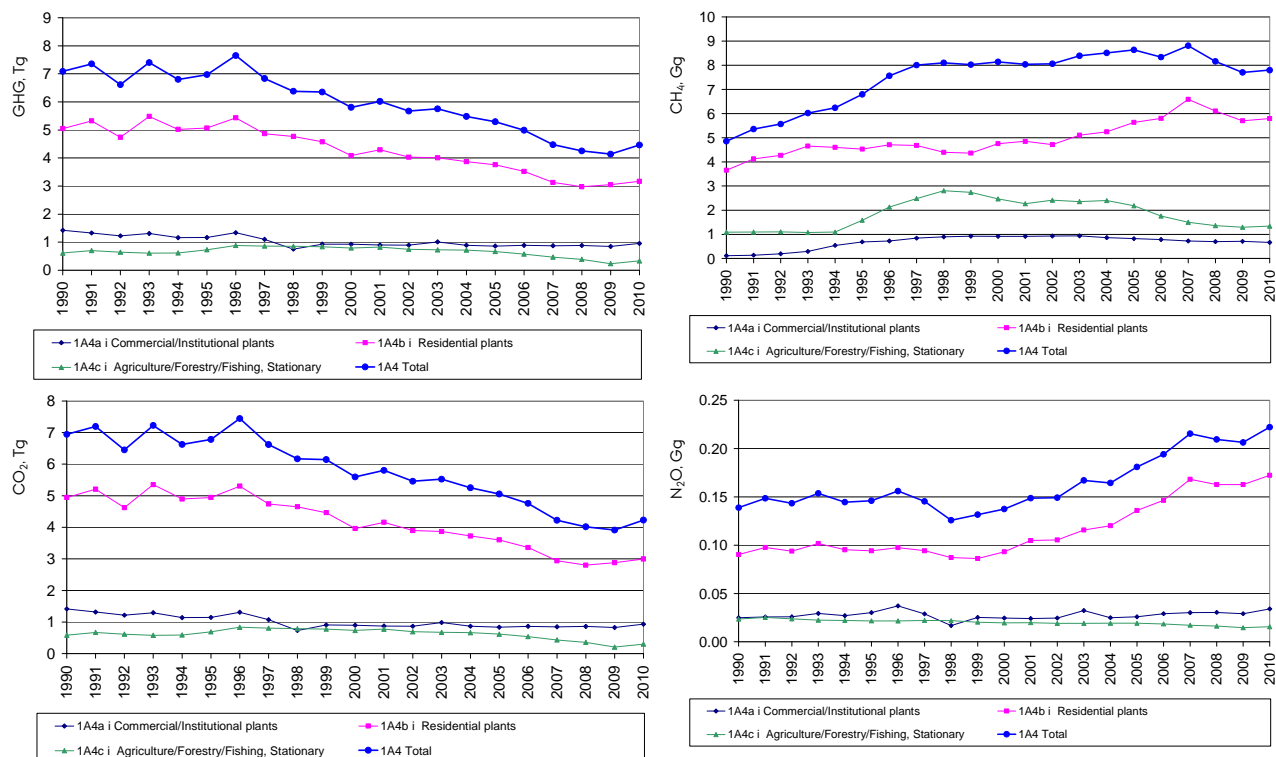 GHG, Tg
9
8
7
6
5
4
3
2
1
0
1990 1991 1992 1993 1994 1995 1996 1997 1998 1999 2000 2001 2002 2003 2004 2005 2006 2007 2008 2009 2010
1A4a i Commercial/Institutional plants 1A4b i Residential plants
1A4c i Agriculture/Forestry/Fishing, Stationary 1A4 Total
CH₄, Gg
10
9
8
7
6
5
4
3
2
1
0
1990 1991 1992 1993 1994 1995 1996 1997 1998 1999 2000 2001 2002 2003 2004 2005 2006 2007 2008 2009 2010
1A4a i Commercial/Institutional plants 1A4b i Residential plants
1A4c i Agriculture/Forestry/Fishing, Stationary 1A4 Total
CO₂, Tg
8
7
6
5
4
3
2
1
0
1990 1991 1992 1993 1994 1995 1996 1997 1998 1999 2000 2001 2002 2003 2004 2005 2006 2007 2008 2009 2010
1A4a i Commercial/Institutional plants 1A4b i Residential plants
1A4c i Agriculture/Forestry/Fishing, Stationary 1A4 Total
N₂O, Gg
0.25
0.20
0.15
0.10
0.05
0.00
1990 1991 1992 1993 1994 1995 1996 1997 1998 1999 2000 2001 2002 2003 2004 2005 2006 2007 2008 2009 2010
1A4a i Commercial/Institutional plants 1A4b i Residential plants
1A4c i Agriculture/Forestry/Fishing, Stationary 1A4 Total